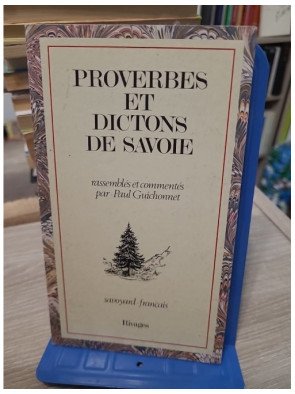 PROVERBES
ET
DICTONS
DE SAVOIE
rassemblés et commentés
par Paul Guichonnet
savoyard-français
Rivages